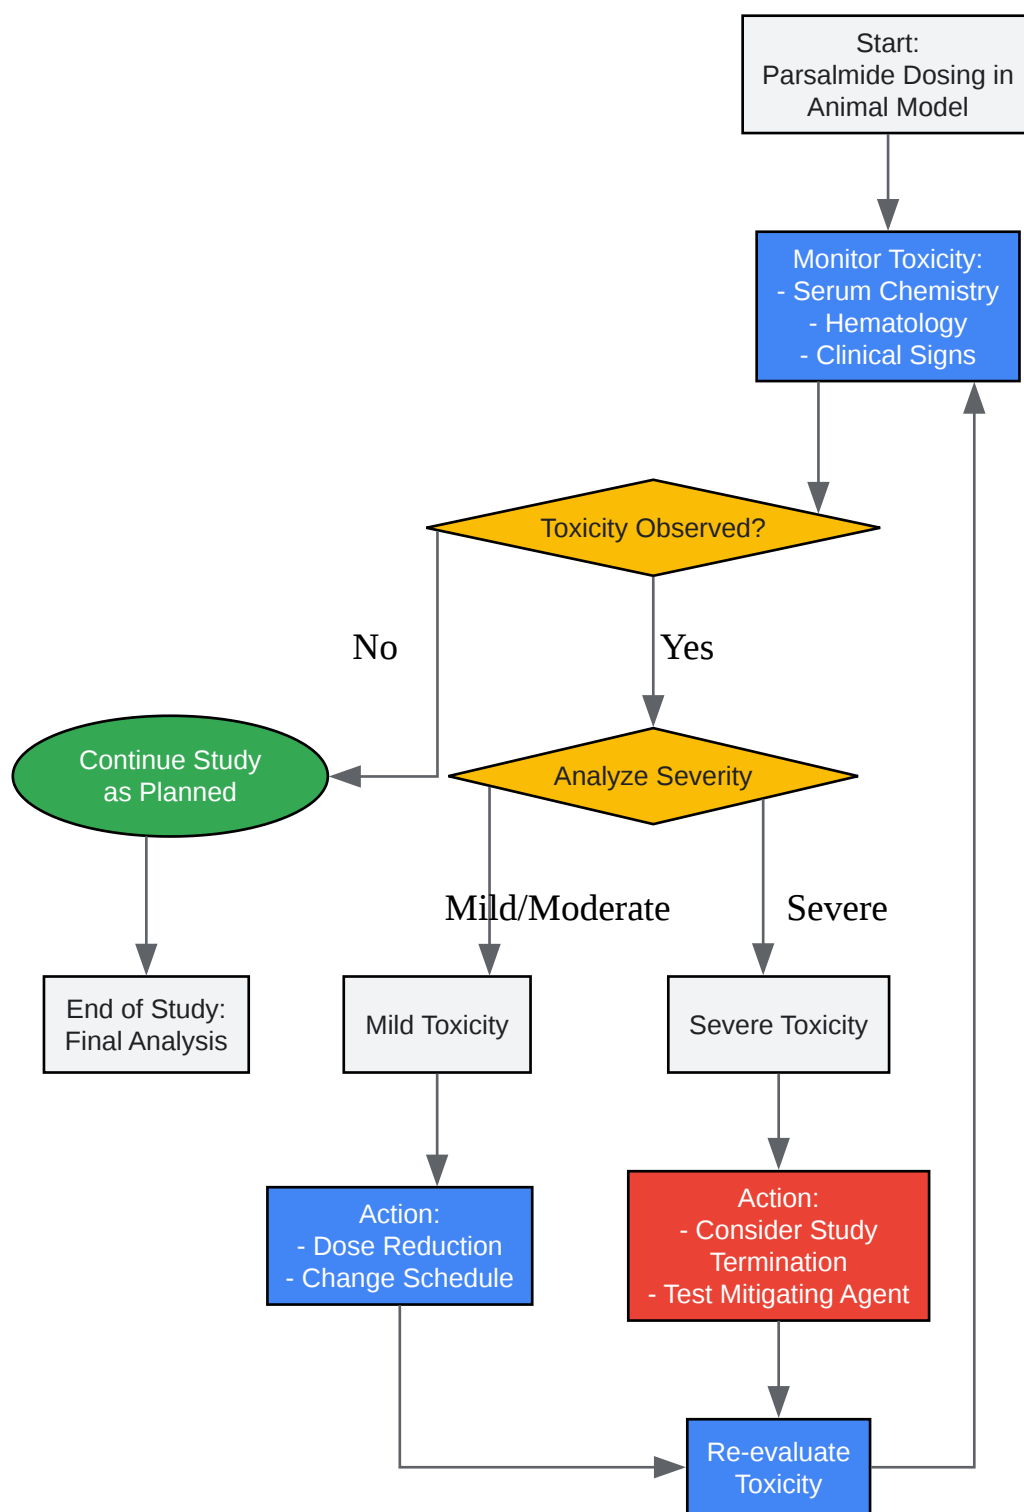 Start:
Parsalmide Dosing in
Animal Model
Monitor Toxicity:
- Serum Chemistry
- Hematology
- Clinical Signs
Toxicity Observed?
No
Yes
Continue Study
as Planned
Analyze Severity
Mild/Moderate
Severe
End of Study:
Final Analysis
Mild Toxicity
Severe Toxicity
Action:
- Dose Reduction
- Change Schedule
Action:
- Consider Study
Termination
- Test Mitigating Agent
Re-evaluate
Toxicity